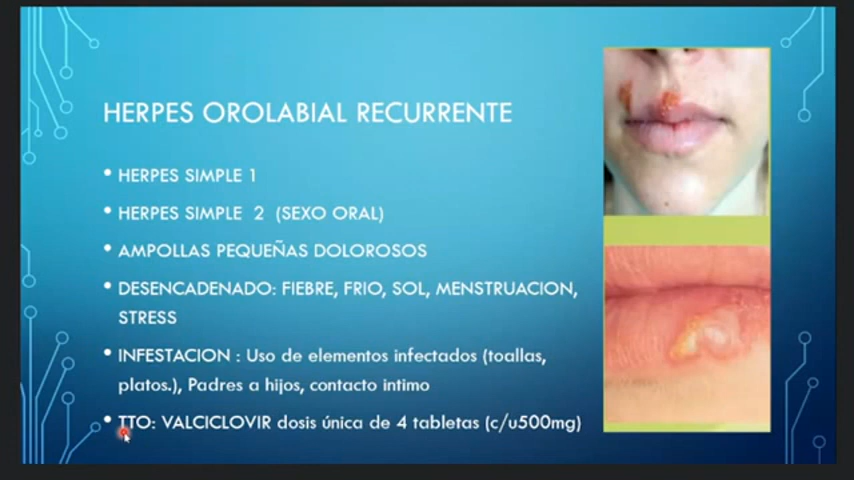 HERPES OROLABIAL RECURRENTE
• HERPES SIMPLE 1
• HERPES SIMPLE 2 (SEXO ORAL)
• AMPOLLAS PEQUEÑAS DOLOROSOS
• DESENCADENADO: FIEBRE, FRIO, SOL, MENSTRUACION,
STRESS
• INFESTACION : Uso de elementos infectados (toallas,
platos.), Padres a hijos, contacto intimo
• TTO: VALCICLOVIR dosis única de 4 tabletas (c/u500mg)